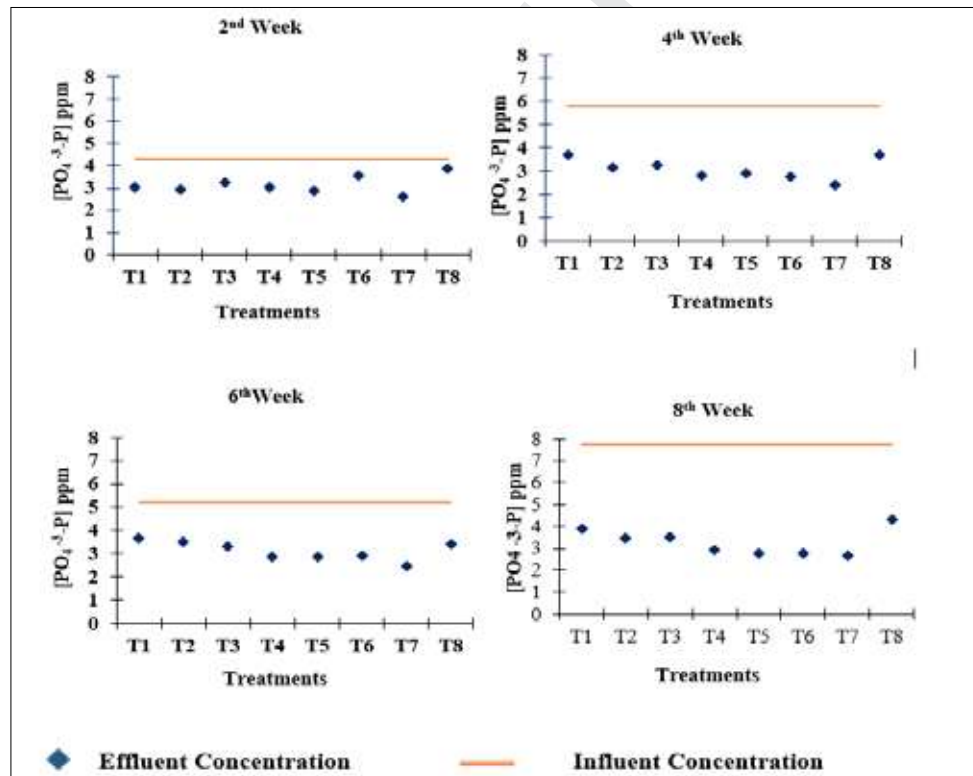 2nd Week
[PO4 -3-P] ppm
8
7
6
5
4
3
2
1
0
T1 T2 T3 T4 T5 T6 T7 T8
Treatments
4th Week
[PO4 -3-P] ppm
8
7
6
5
4
3
2
1
0
T1 T2 T3 T4 T5 T6 T7 T8
Treatments
6thWeek
[PO4 -3-P] ppm
8
7
6
5
4
3
2
1
0
T1 T2 T3 T4 T5 T6 T7 T8
Treatments
8th Week
[PO4 -3-P] ppm
8
7
6
5
4
3
2
1
0
T1 T2 T3 T4 T5 T6 T7 T8
Treatments
Effluent Concentration
Influent Concentration